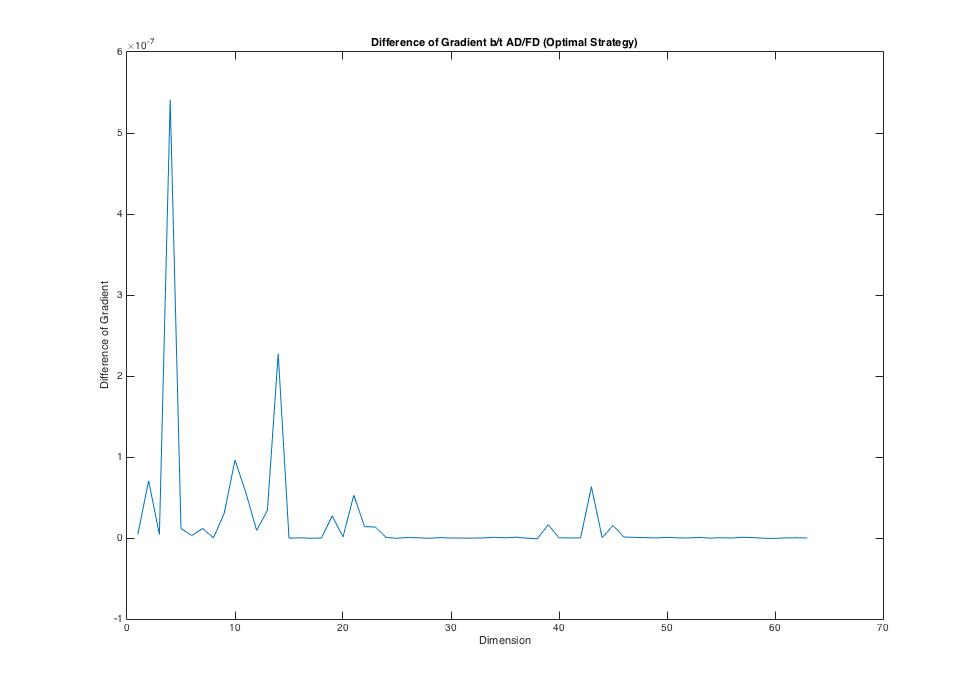 Difference of Gradient b/t AD/FD (Optimal Strategy)
×10-7
6
5
4
3
2
1
0
-1
Difference of Gradient
0 10 20 30 40 50 60 70
Dimension